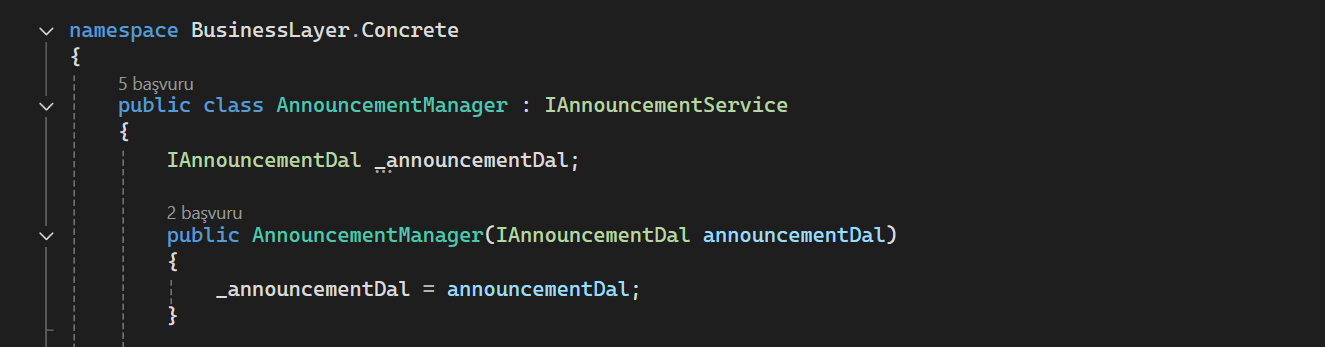 namespace BusinessLayer.Concrete
{
5 başvuru
public class AnnouncementManager : IAnnouncementService
{
IAnnouncementDal _announcementDal;
2 başvuru
public AnnouncementManager(IAnnouncementDal announcementDal)
{
_announcementDal = announcementDal;
}